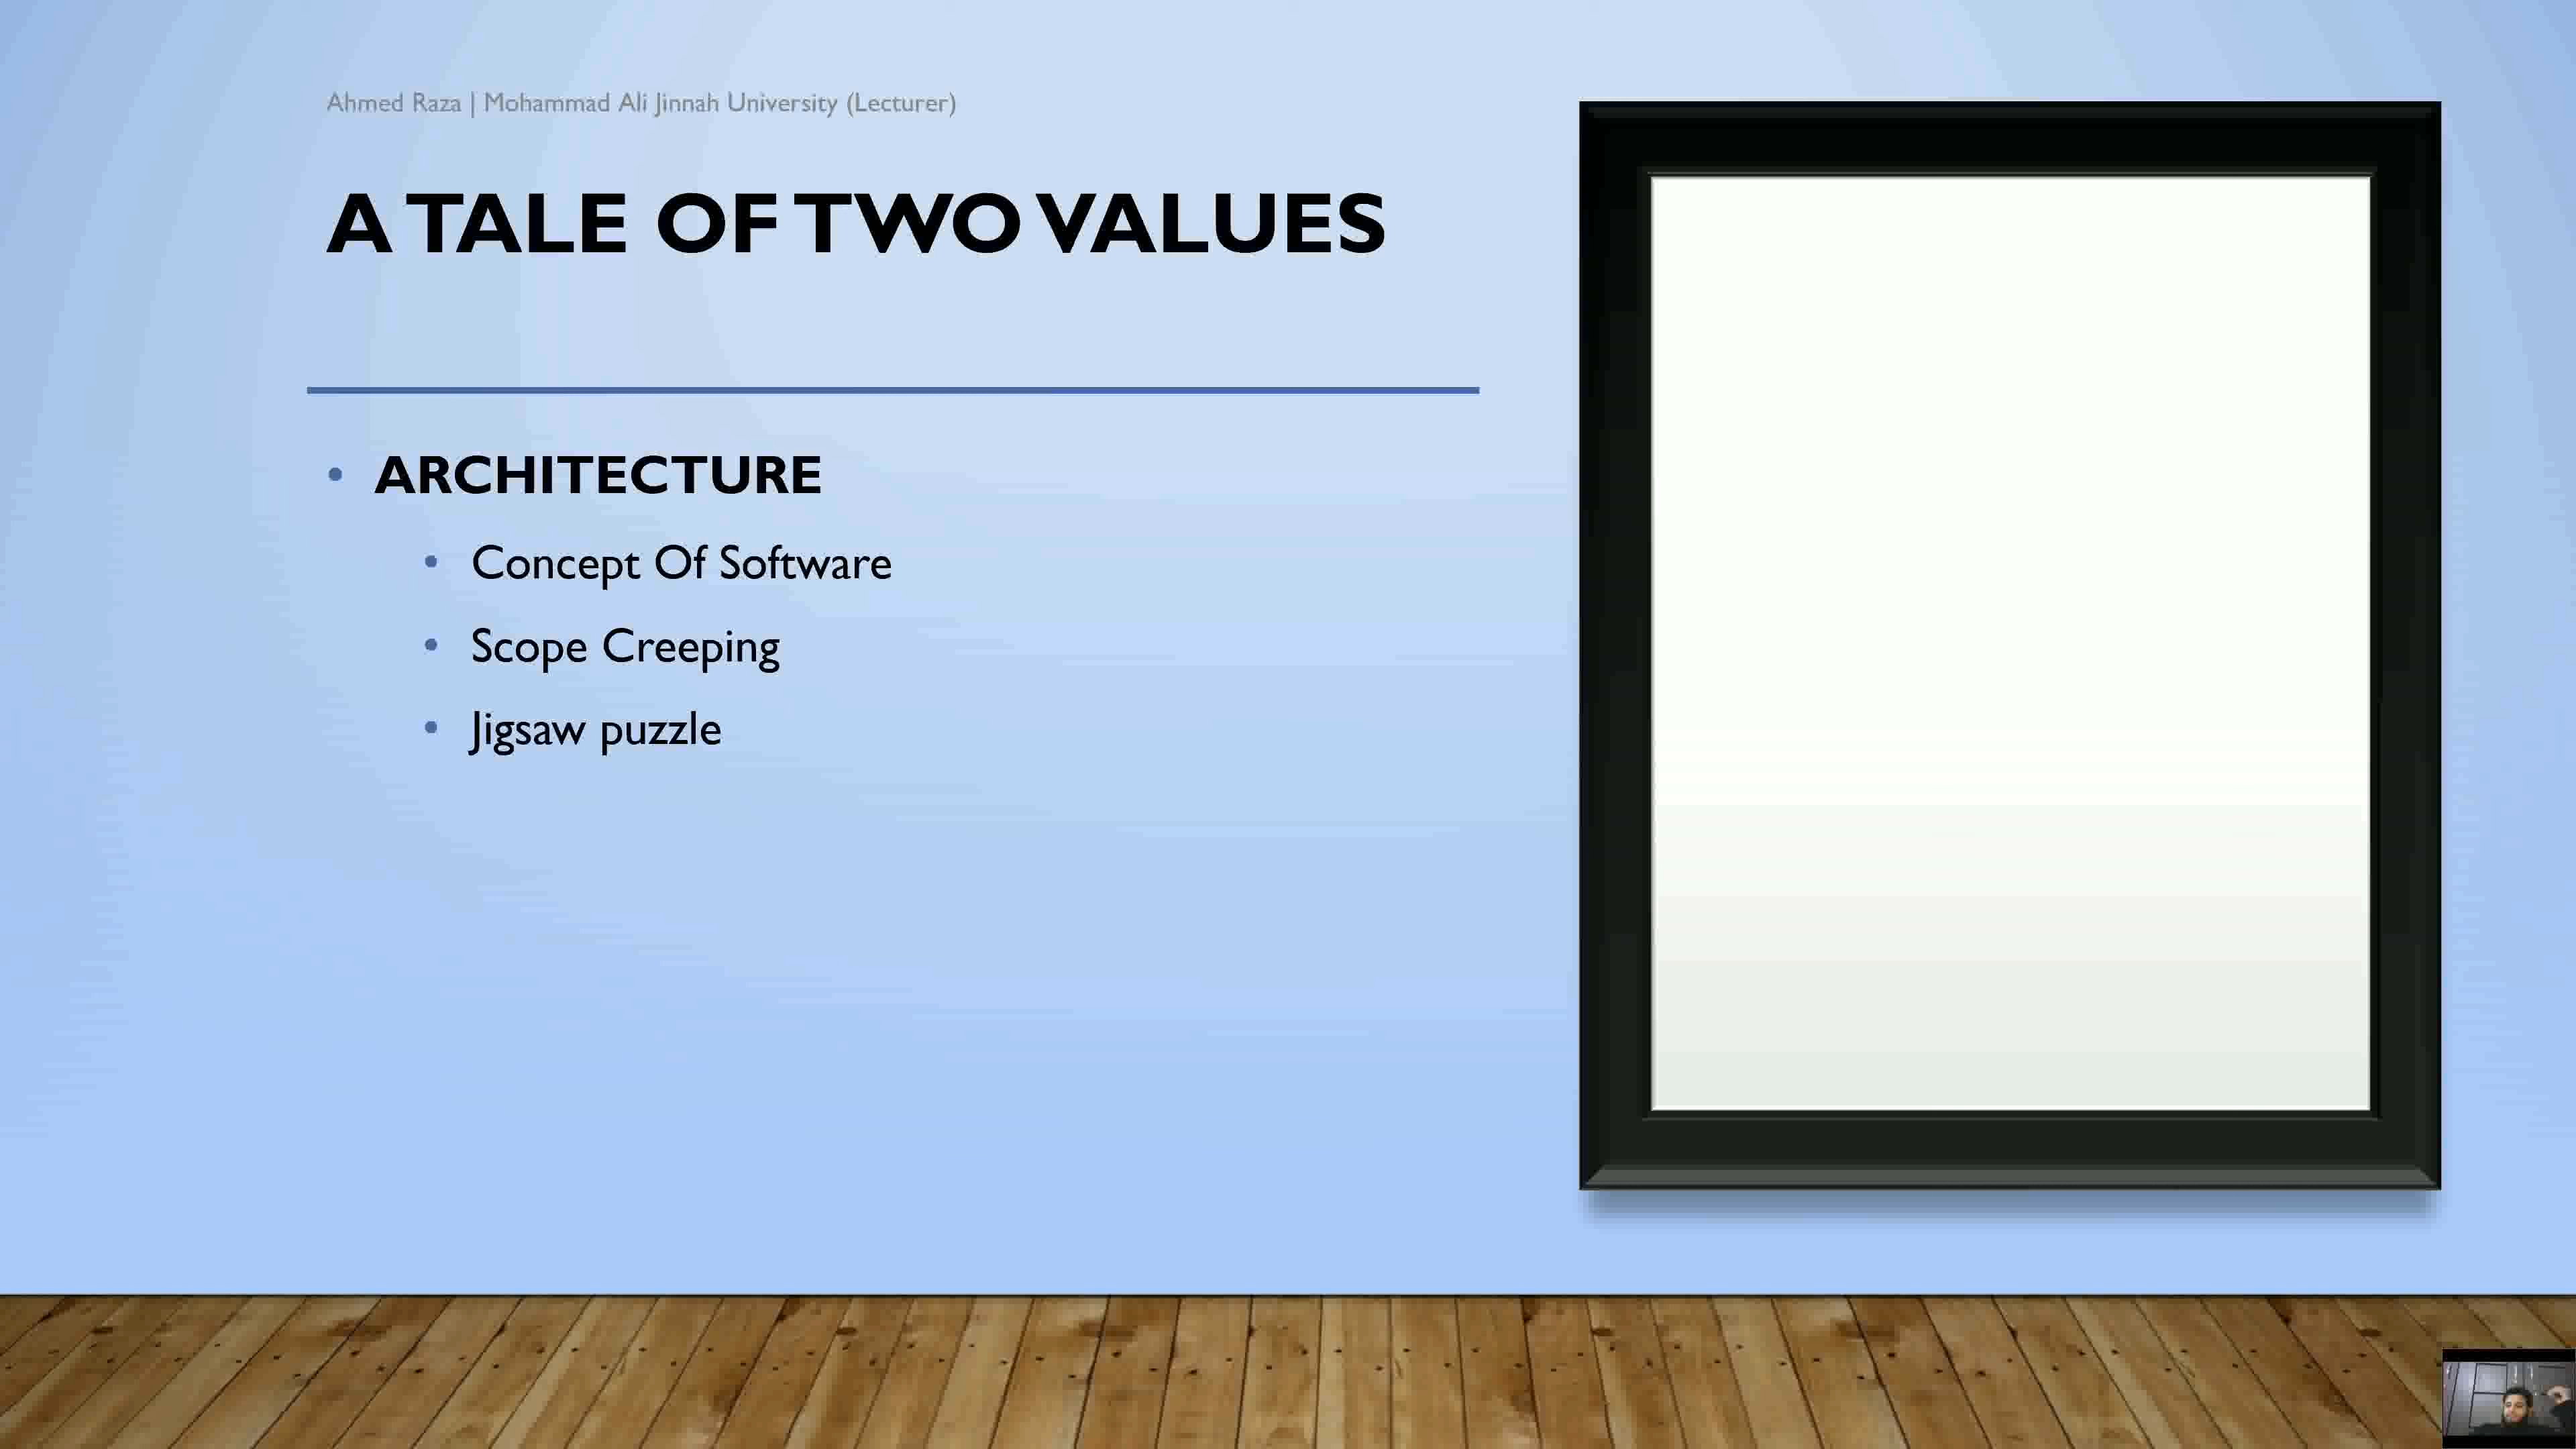 Ahmed Raza | Mohammad Ali Jinnah University (Lecturer)
A TALE OF TWO VALUES
• ARCHITECTURE
• Concept Of Software
• Scope Creeping
• Jigsaw puzzle